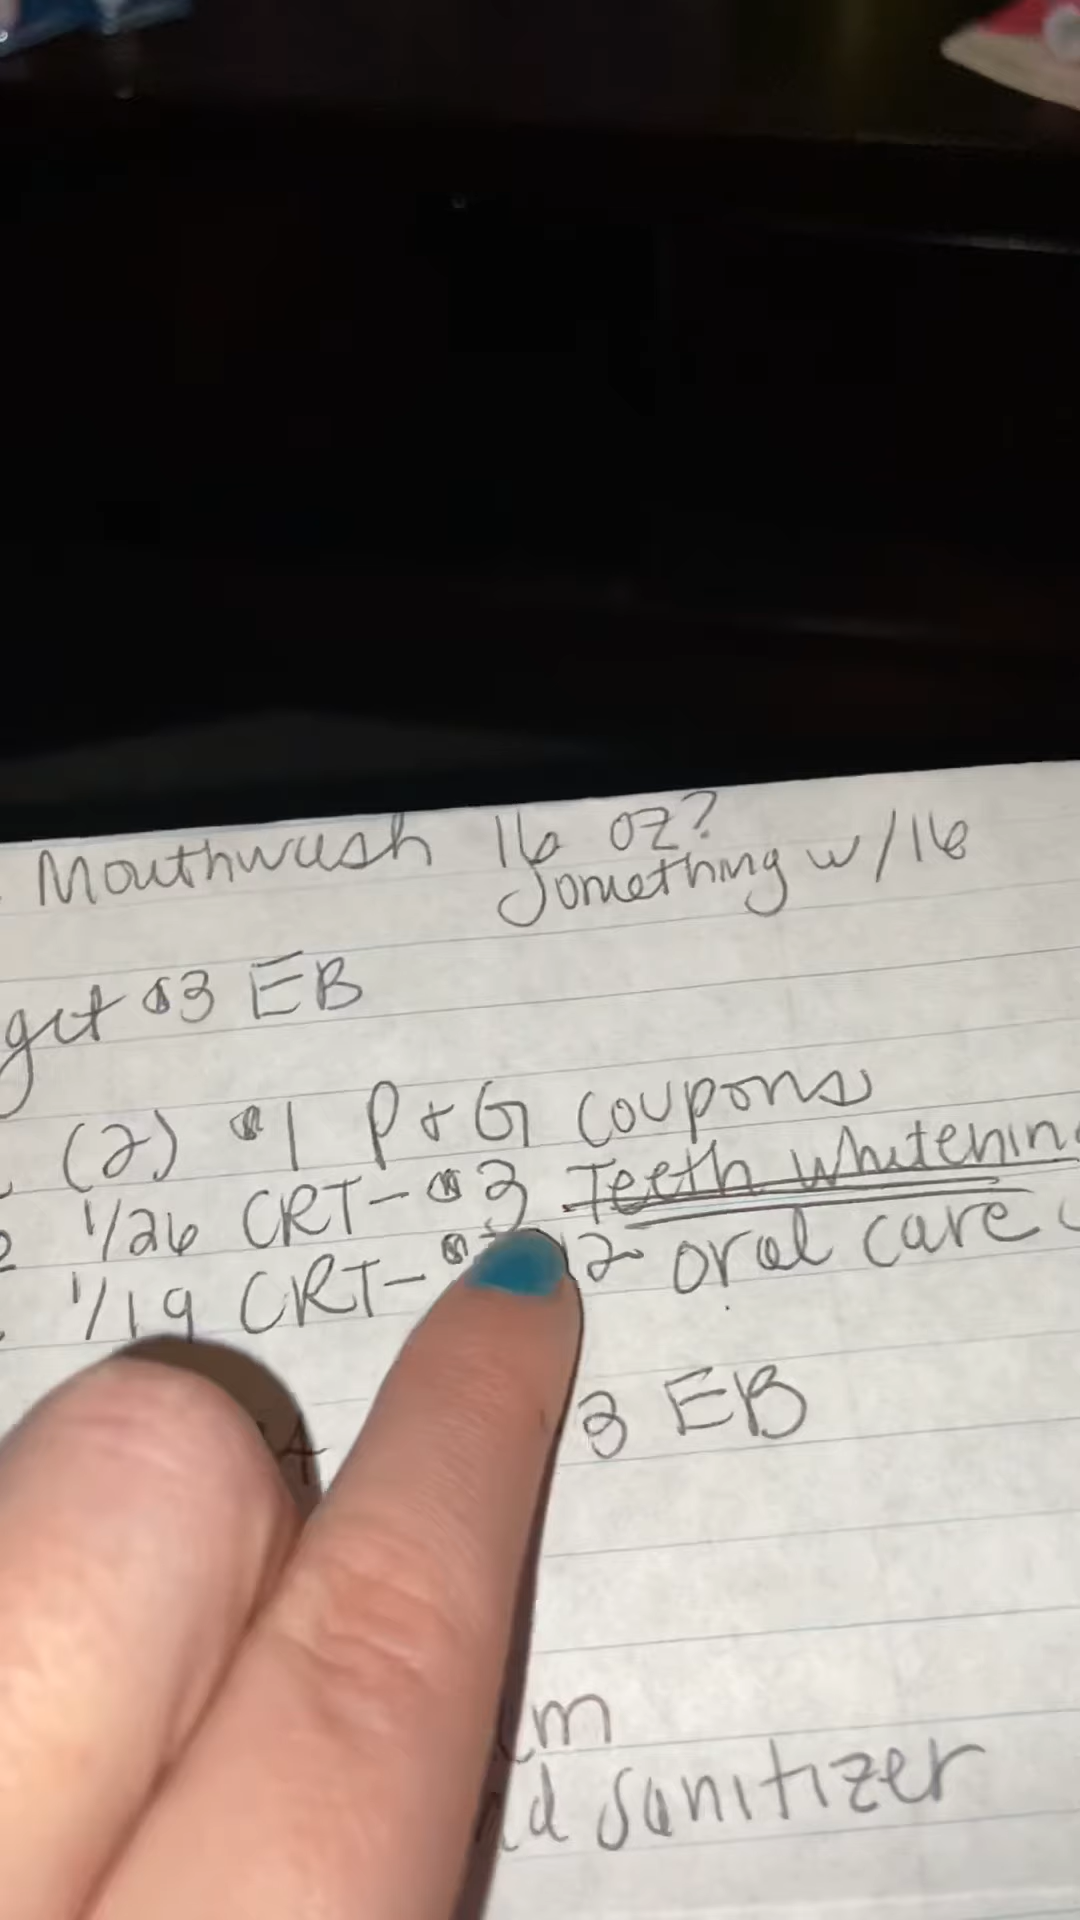 Mouthwash 16 oz?
Something w/16
get $3 EB
(2) $1 P+G coupons
1/26 CRT-$3 Teeth Whitening
1/19 CRT-$ 12 oral care
3 EB
sanitizer